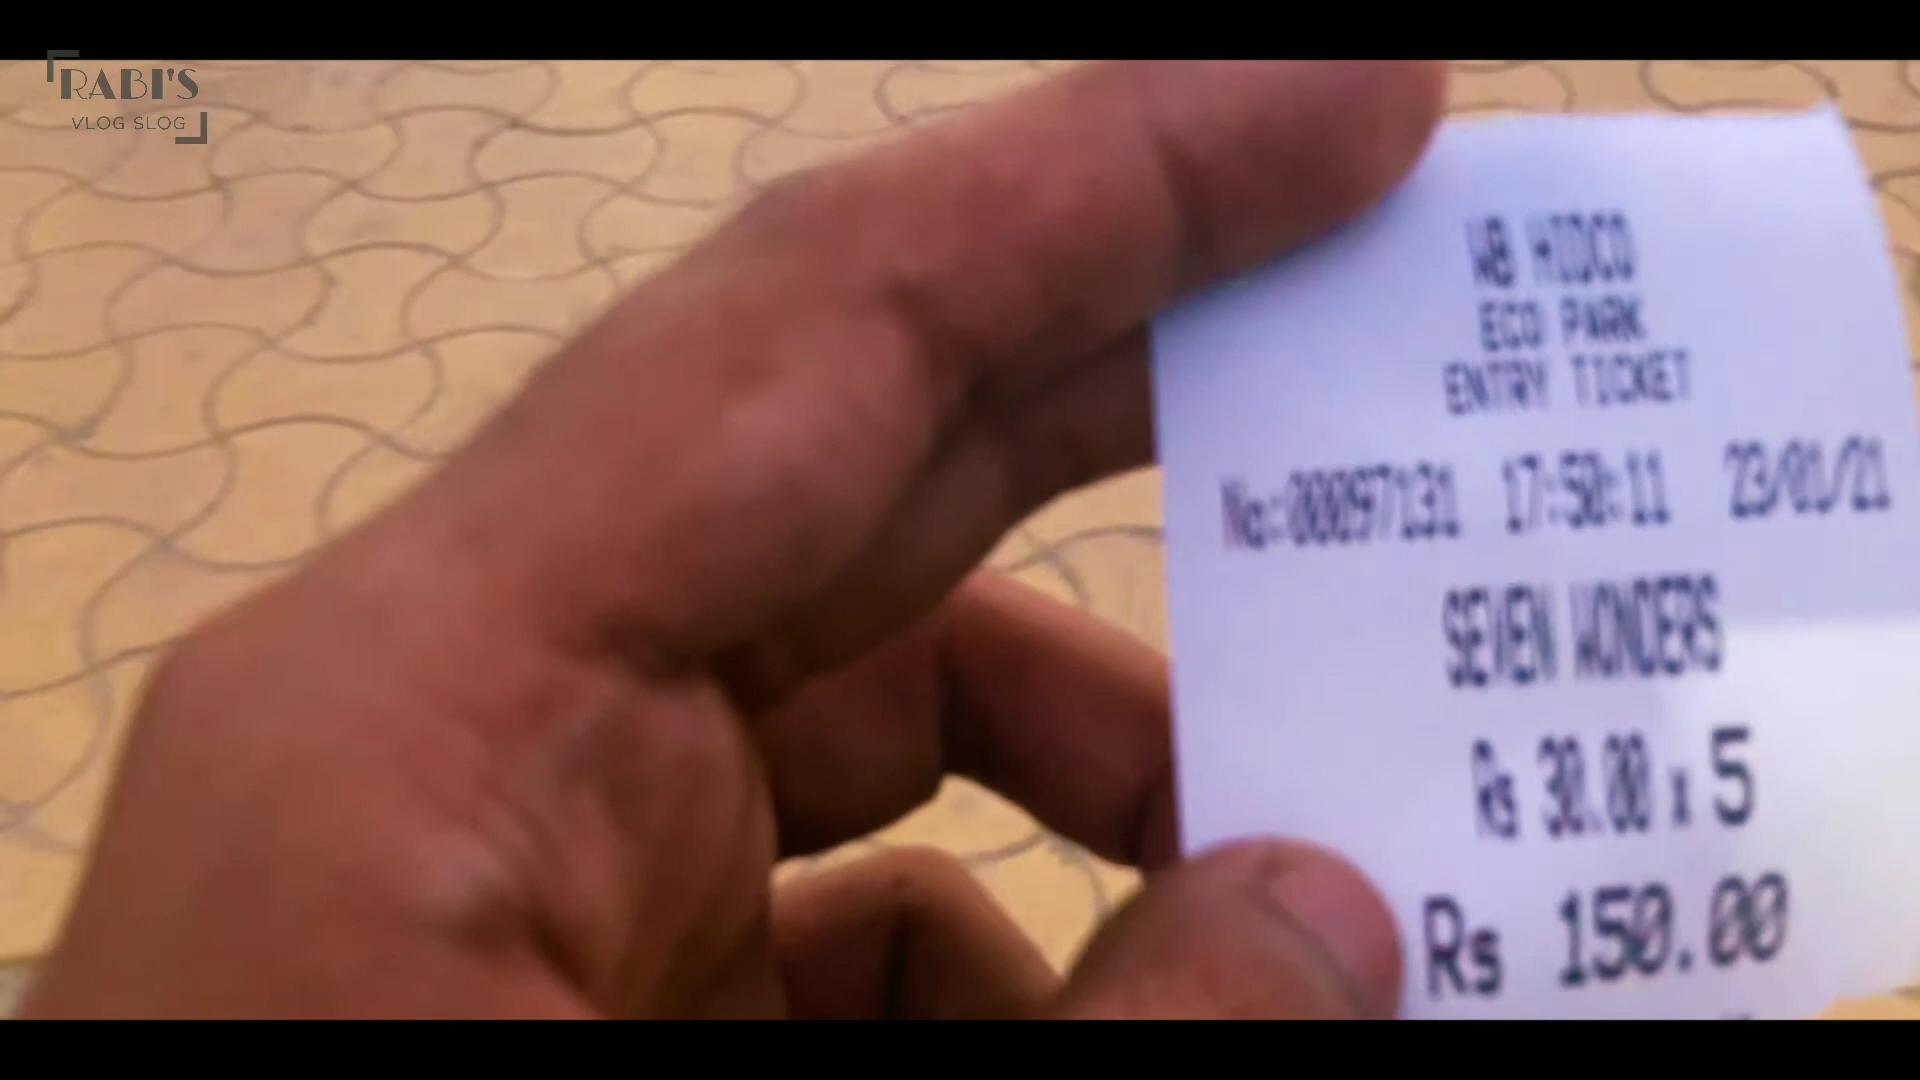 RABI'S
VLOG SLOG
WB HIDCO
ECO PARK
ENTRY TICKET
No:00097131 17:50:11 23/01/21
SEVEN WONDERS
Rs 30.00 x 5
Rs 150.00